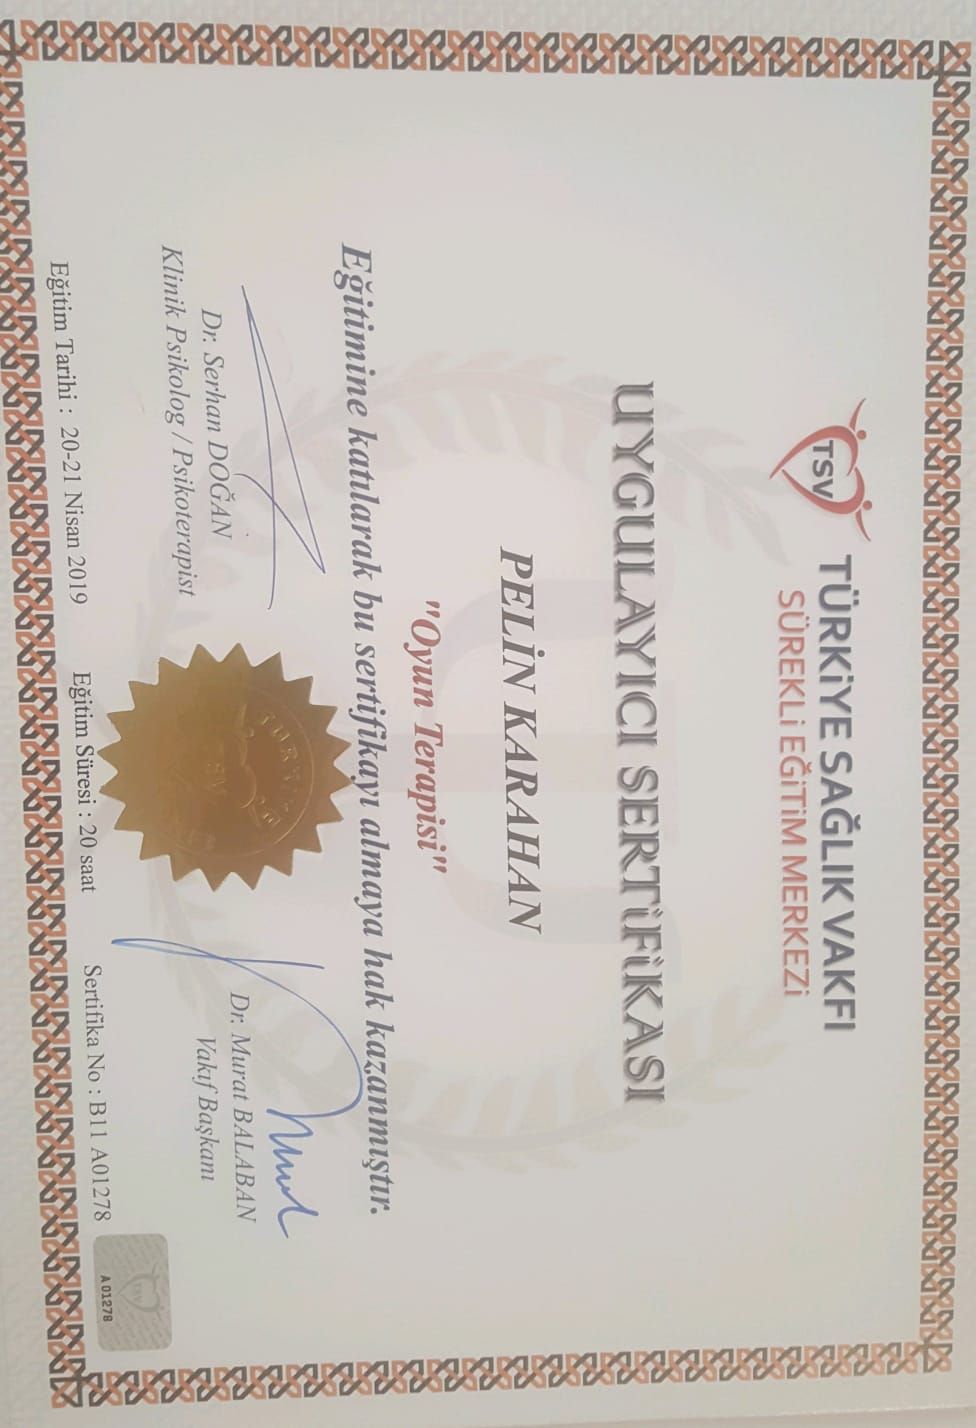 TSV
TÜRKİYE SAĞLIK VAKFI
SÜREKLİ EĞİTİM MERKEZİ
UYGULAYICI SERTİFİKASI
PELİN KARAHAN
"Oyun Terapisi"
Eğitimine katılarak bu sertifikayı almaya hak kazanmıştır.
Dr. Serhan DOĞAN
Klinik Psikolog / Psikoterapist
Dr. Murat BALABAN
Vakıf Başkanı
Eğitim Tarihi : 20-21 Nisan 2019
Eğitim Süresi : 20 saat
Sertifika No : B11 A01278
TSV
A 01278